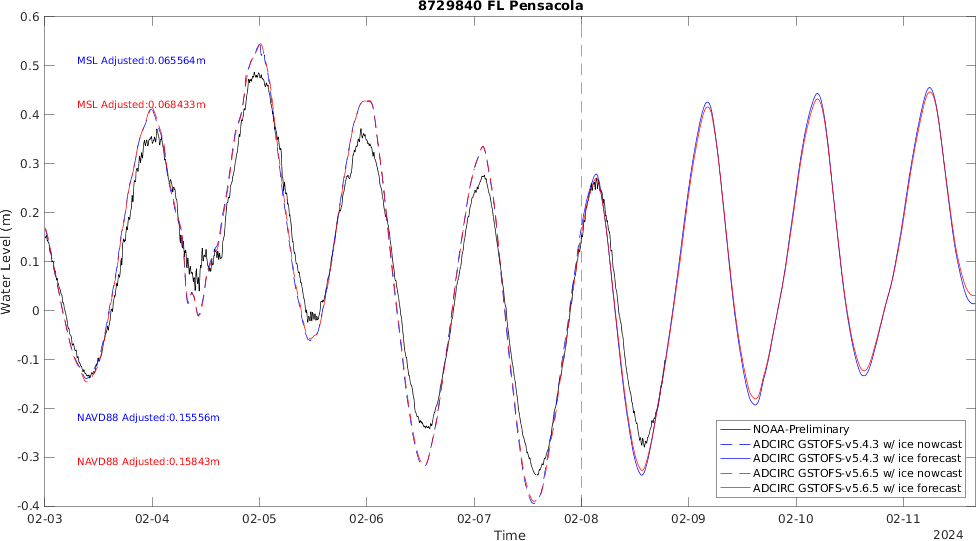 8729840 FL Pensacola
0.6
0.5
0.4
0.3
0.2
0.1
0
-0.1
-0.2
-0.3
-0.4
Water Level (m)
MSL Adjusted:0.065564m
MSL Adjusted:0.068433m
NAVD88 Adjusted:0.15556m
NAVD88 Adjusted:0.15843m
NOAA-Preliminary
ADCIRC GSTOFS-v5.4.3 w/ ice nowcast
ADCIRC GSTOFS-v5.4.3 w/ ice forecast
ADCIRC GSTOFS-v5.6.5 w/ ice nowcast
ADCIRC GSTOFS-v5.6.5 w/ ice forecast
02-03 02-04 02-05 02-06 02-07 02-08 02-09 02-10 02-11
Time
2024